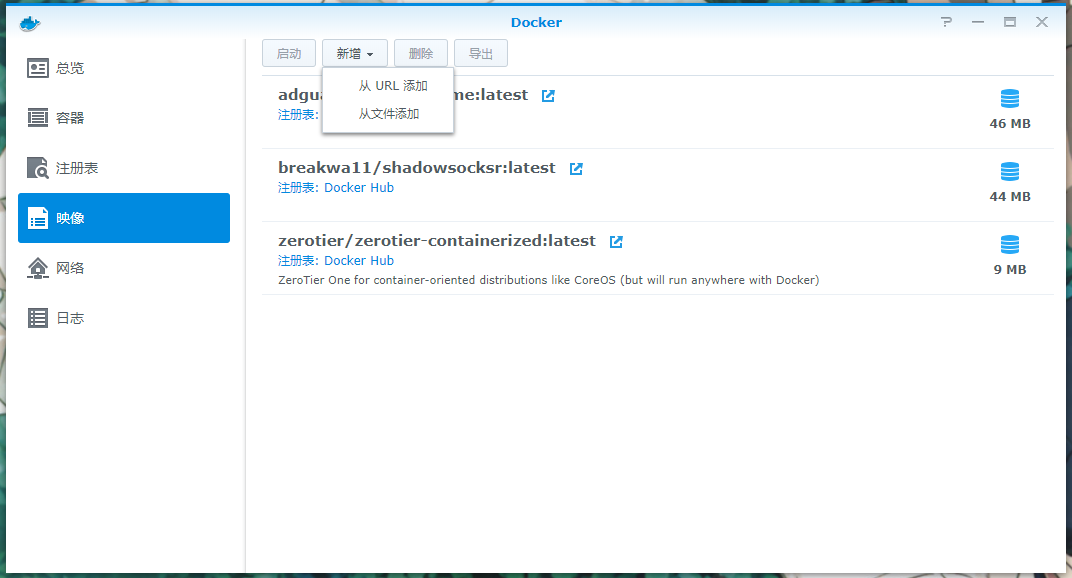 Docker
总览
容器
注册表
映像
网络
日志
启动 新增 删除 导出
从 URL 添加
从文件添加
me:latest
注册表:
46 MB
breakwa11/shadowsocksr:latest
注册表: Docker Hub
44 MB
zerotier/zerotier-containerized:latest
注册表: Docker Hub
ZeroTier One for container-oriented distributions like CoreOS (but will run anywhere with Docker)
9 MB